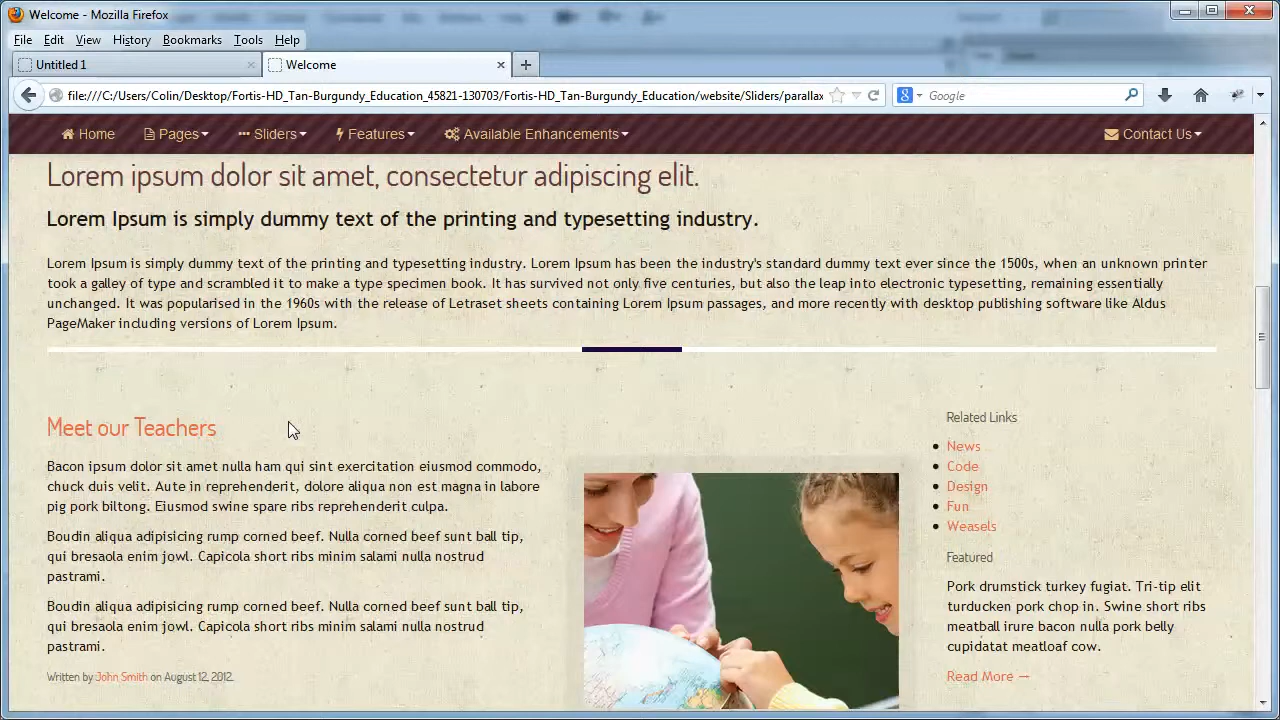 Welcome - Mozilla Firefox
File Edit View History Bookmarks Tools Help
Untitled 1
Welcome
file:///C:/Users/Colin/Desktop/Fortis-HD_Tan-Burgundy_Education_45821-130703/Fortis-HD_Tan-Burgundy_Education/website/Sliders/parallax
Google
Home Pages Sliders Features Available Enhancements Contact Us
Lorem ipsum dolor sit amet, consectetur adipiscing elit.
Lorem Ipsum is simply dummy text of the printing and typesetting industry.
Lorem Ipsum is simply dummy text of the printing and typesetting industry. Lorem Ipsum has been the industry's standard dummy text ever since the 1500s, when an unknown printer
took a galley of type and scrambled it to make a type specimen book. It has survived not only five centuries, but also the leap into electronic typesetting, remaining essentially
unchanged. It was popularised in the 1960s with the release of Letraset sheets containing Lorem Ipsum passages, and more recently with desktop publishing software like Aldus
PageMaker including versions of Lorem Ipsum.
Meet our Teachers
Bacon ipsum dolor sit amet nulla ham qui sint exercitation eiusmod commodo,
chuck duis velit. Aute in reprehenderit, dolore aliqua non est magna in labore
pig pork biltong. Eiusmod swine spare ribs reprehenderit culpa.
Boudin aliqua adipisicing rump corned beef. Nulla corned beef sunt ball tip,
qui bresaola enim jowl. Capicola short ribs minim salami nulla nostrud
pastrami.
Boudin aliqua adipisicing rump corned beef. Nulla corned beef sunt ball tip,
qui bresaola enim jowl. Capicola short ribs minim salami nulla nostrud
pastrami.
Written by John Smith on August 12, 2012.
Related Links
News
Code
Design
Fun
Weasels
Featured
Pork drumstick turkey fugiat. Tri-tip elit
turducken pork chop in. Swine short ribs
meatball irure bacon nulla pork belly
cupidatat meatloaf cow.
Read More →